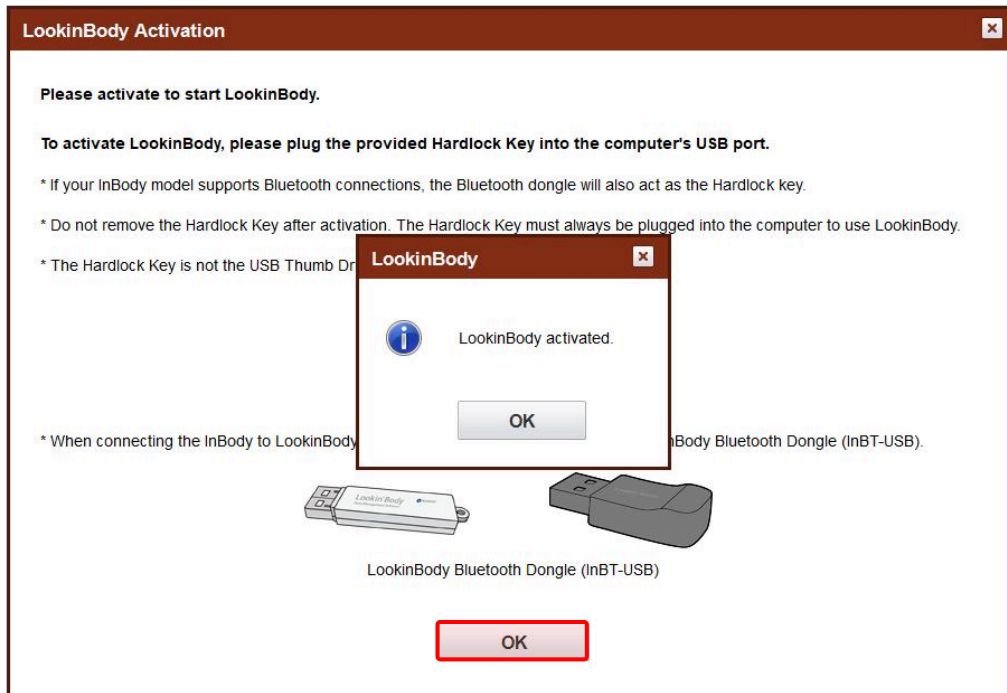 LookinBody Activation
Please activate to start LookinBody.
To activate LookinBody, please plug the provided Hardlock Key into the computer's USB port.
* If your InBody model supports Bluetooth connections, the Bluetooth dongle will also act as the Hardlock key.
* Do not remove the Hardlock Key after activation. The Hardlock Key must always be plugged into the computer to use LookinBody.
* The Hardlock Key is not the USB Thumb Dr
LookinBody
LookinBody activated.
OK
* When connecting the InBody to LookinBody
nBody Bluetooth Dongle (InBT-USB).
Lookin'Body
LookinBody Bluetooth Dongle (InBT-USB)
OK